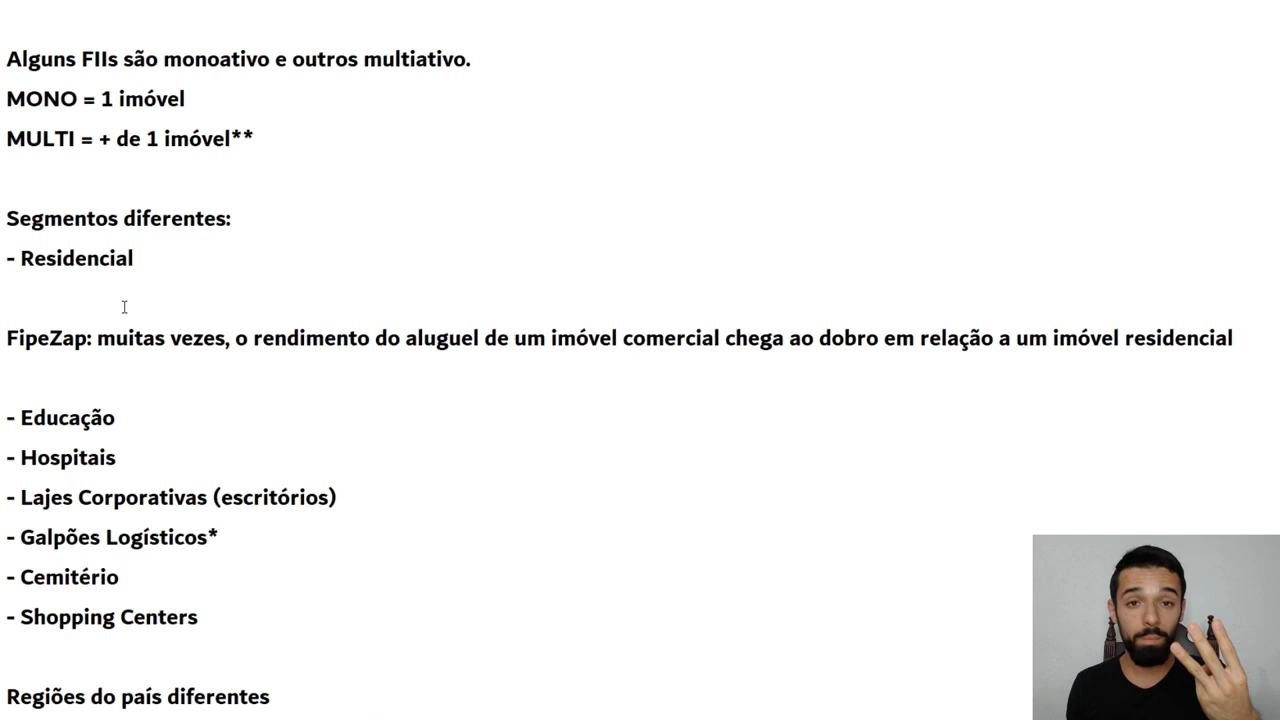 Alguns FIIs são monoativo e outros multiativo.
MONO = 1 imóvel
MULTI = + de 1 imóvel**
Segmentos diferentes:
- Residencial
FipeZap: muitas vezes, o rendimento do aluguel de um imóvel comercial chega ao dobro em relação a um imóvel residencial
- Educação
- Hospitais
- Lajes Corporativas (escritórios)
- Galpões Logísticos*
- Cemitério
- Shopping Centers
Regiões do país diferentes